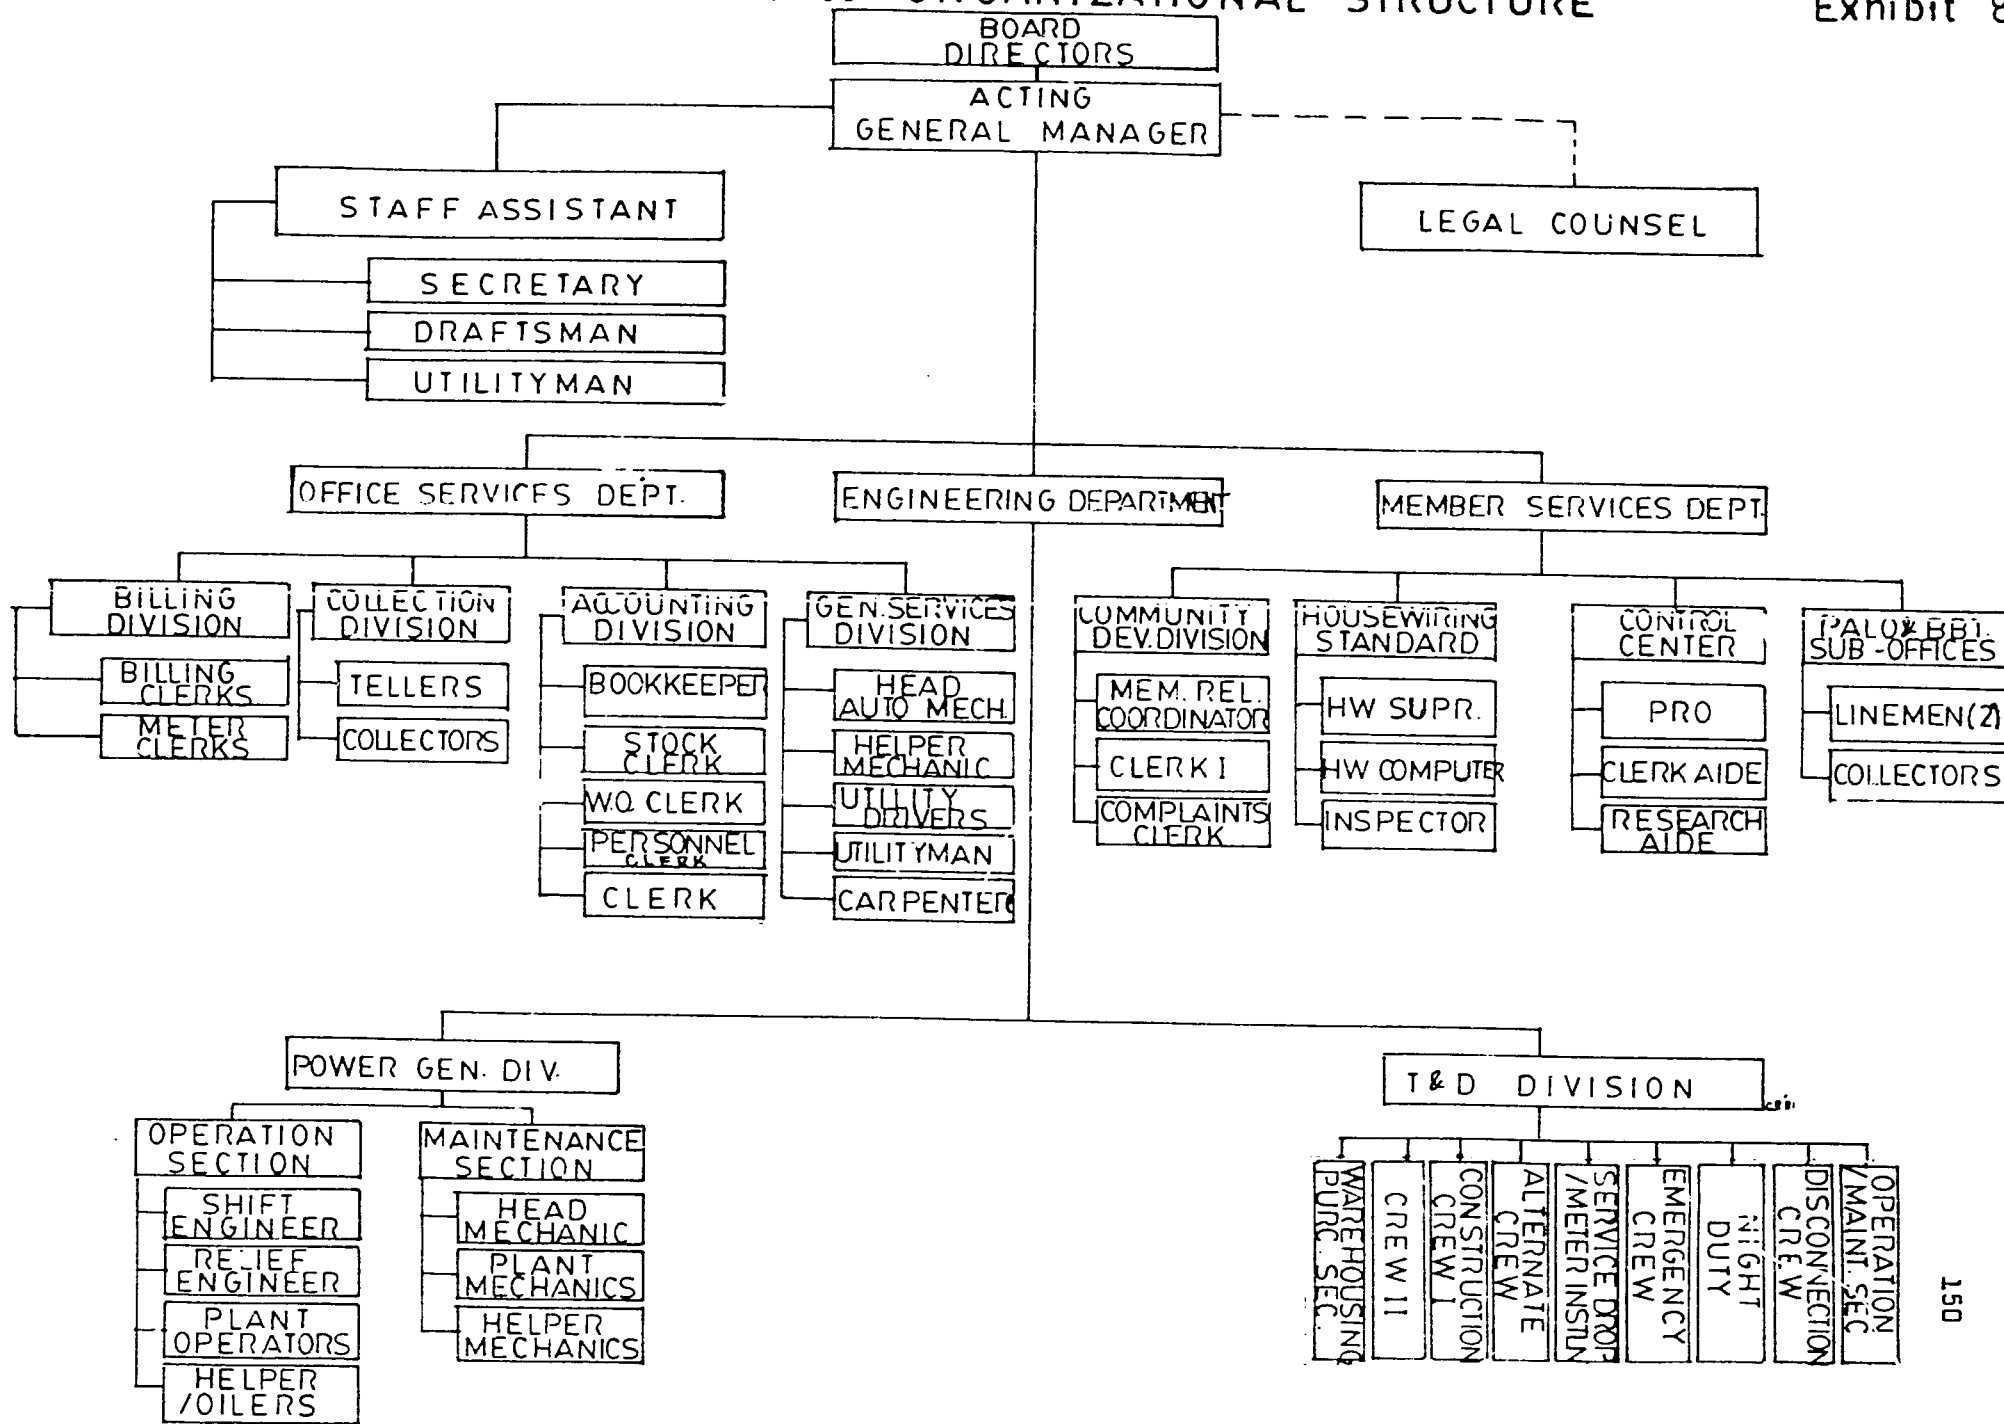 ORGANIZATIONAL STRUCTURE
Exhibit 8
BOARD
DIRECTORS
ACTING
GENERAL MANAGER
STAFF ASSISTANT
LEGAL COUNSEL
SECRETARY
DRAFTSMAN
UTILITYMAN
OFFICE SERVICES DEPT.
ENGINEERING DEPARTMENT
MEMBER SERVICES DEPT.
BILLING
DIVISION
BILLING
CLERKS
METER
CLERKS
COLLECTION
DIVISION
TELLERS
COLLECTORS
ACCOUNTING
DIVISION
BOOKKEEPER
STOCK
CLERK
W.O. CLERK
PERSONNEL
CLERK
CLERK
GEN. SERVICES
DIVISION
HEAD
AUTO MECH.
HELPER
MECHANIC
UTILITY
DRIVERS
UTILITYMAN
CARPENTER
COMMUNITY
DEV. DIVISION
MEM. REL.
COORDINATOR
CLERK I
COMPLAINTS
CLERK
HOUSEWIRING
STANDARD
HW SUPR.
HW COMPUTER
INSPECTOR
CONTROL
CENTER
PRO
CLERK AIDE
RESEARCH
AIDE
PALO & BBT.
SUB-OFFICES
LINEMEN (2)
COLLECTORS
POWER GEN. DIV.
OPERATION
SECTION
SHIFT
ENGINEER
RELIEF
ENGINEER
PLANT
OPERATORS
HELPER
/OILERS
MAINTENANCE
SECTION
HEAD
MECHANIC
PLANT
MECHANICS
HELPER
MECHANICS
T&D DIVISION
WAREHOUSING
PURC. SEC.
CREW II
CONSTRUCTION
CREW I
ALTERNATE
CREW
SERVICE DROP
/METER INSTLN
EMERGENCY
CREW
NIGHT
DUTY
DISCONNECTION
CREW
OPERATION
/MAINT. SEC
150